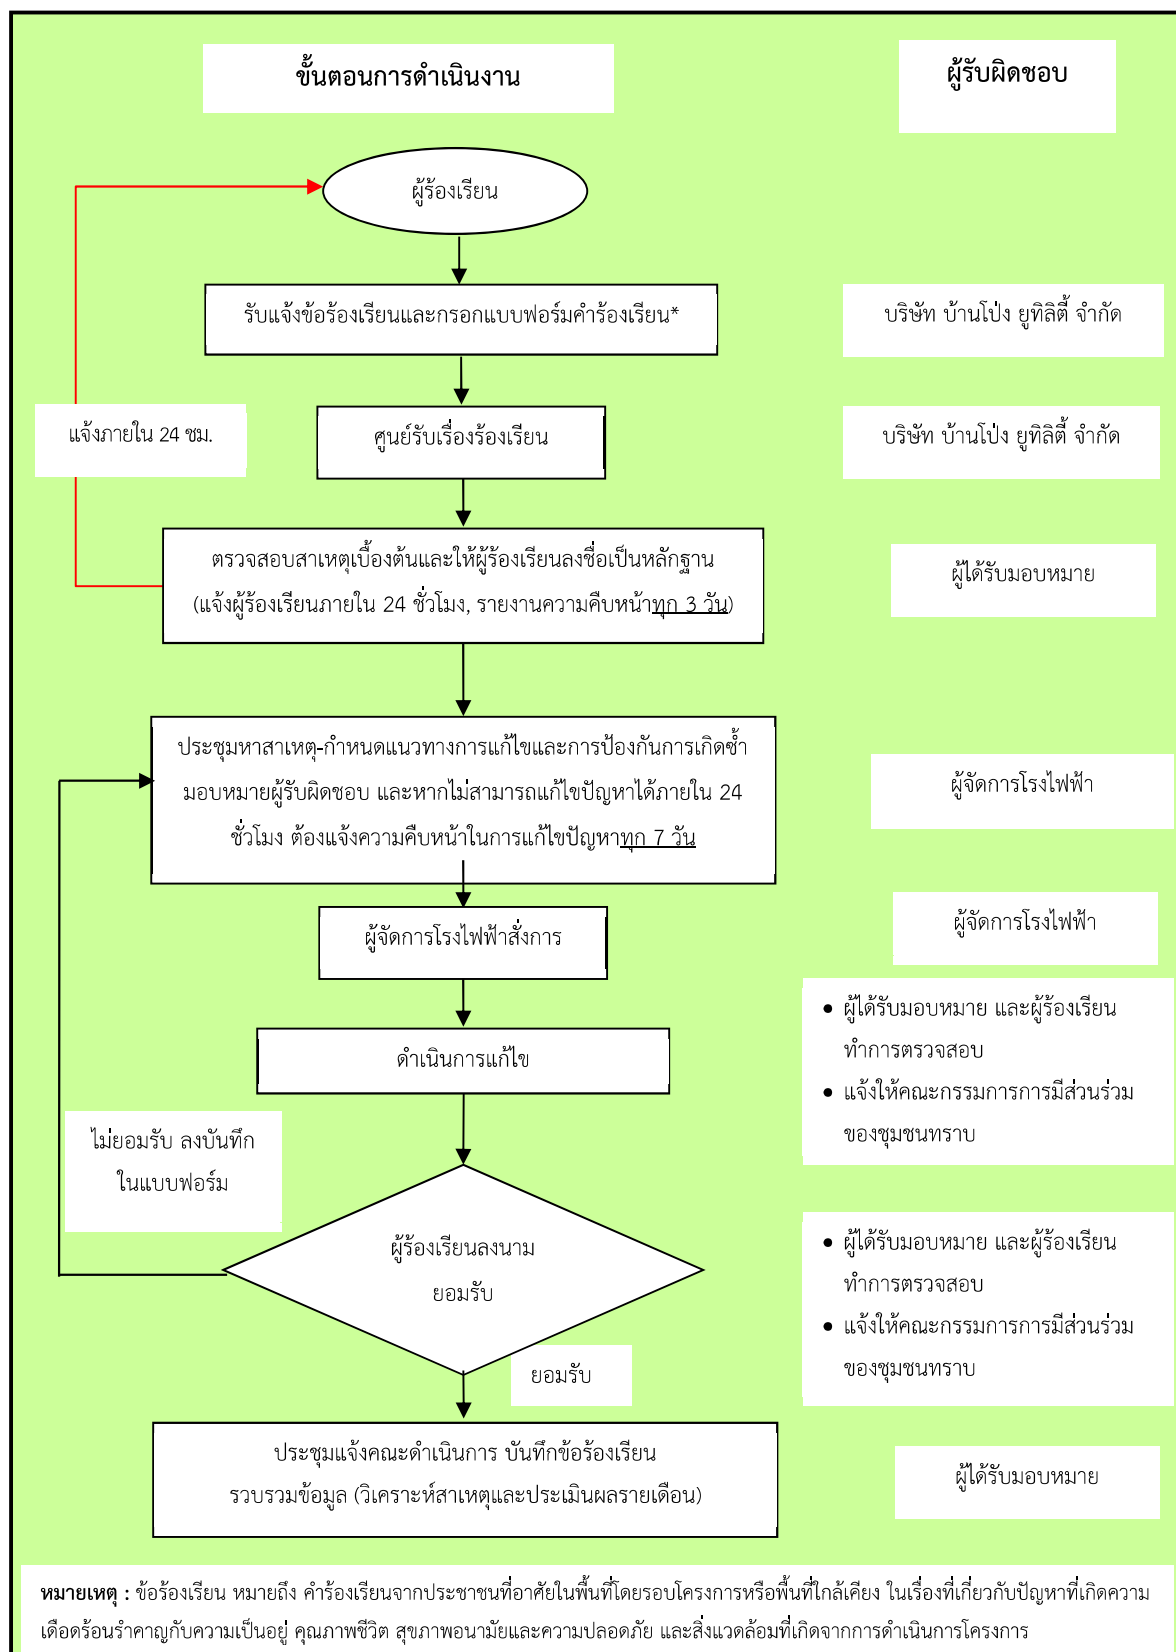 ขั้นตอนการดำเนินงาน
ผู้รับผิดชอบ
ผู้ร้องเรียน
รับแจ้งข้อร้องเรียนและกรอกแบบฟอร์มคำร้องเรียน*
บริษัท บ้านโป่ง ยูทิลิตี้ จำกัด
แจ้งภายใน 24 ชม.
ศูนย์รับเรื่องร้องเรียน
บริษัท บ้านโป่ง ยูทิลิตี้ จำกัด
ตรวจสอบสาเหตุเบื้องต้นและให้ผู้ร้องเรียนลงชื่อเป็นหลักฐาน
(แจ้งผู้ร้องเรียนภายใน 24 ชั่วโมง, รายงานความคืบหน้าทุก 3 วัน)
ผู้ได้รับมอบหมาย
ประชุมหาสาเหตุ-กำหนดแนวทางการแก้ไขและการป้องกันการเกิดซ้ำ
มอบหมายผู้รับผิดชอบ และหากไม่สามารถแก้ไขปัญหาได้ภายใน 24
ชั่วโมง ต้องแจ้งความคืบหน้าในการแก้ไขปัญหาทุก 7 วัน
ผู้จัดการโรงไฟฟ้า
ผู้จัดการโรงไฟฟ้าสั่งการ
ผู้จัดการโรงไฟฟ้า
ดำเนินการแก้ไข
• ผู้ได้รับมอบหมาย และผู้ร้องเรียน
ทำการตรวจสอบ
• แจ้งให้คณะกรรมการการมีส่วนร่วม
ของชุมชนทราบ
ไม่ยอมรับ ลงบันทึก
ในแบบฟอร์ม
ผู้ร้องเรียนลงนาม
ยอมรับ
• ผู้ได้รับมอบหมาย และผู้ร้องเรียน
ทำการตรวจสอบ
• แจ้งให้คณะกรรมการการมีส่วนร่วม
ของชุมชนทราบ
ยอมรับ
ประชุมแจ้งคณะดำเนินการ บันทึกข้อร้องเรียน
รวบรวมข้อมูล (วิเคราะห์สาเหตุและประเมินผลรายเดือน)
ผู้ได้รับมอบหมาย
หมายเหตุ : ข้อร้องเรียน หมายถึง คำร้องเรียนจากประชาชนที่อาศัยในพื้นที่โดยรอบโครงการหรือพื้นที่ใกล้เคียง ในเรื่องที่เกี่ยวกับปัญหาที่เกิดความ
เดือดร้อนรำคาญกับความเป็นอยู่ คุณภาพชีวิต สุขภาพอนามัยและความปลอดภัย และสิ่งแวดล้อมที่เกิดจากการดำเนินการโครงการ